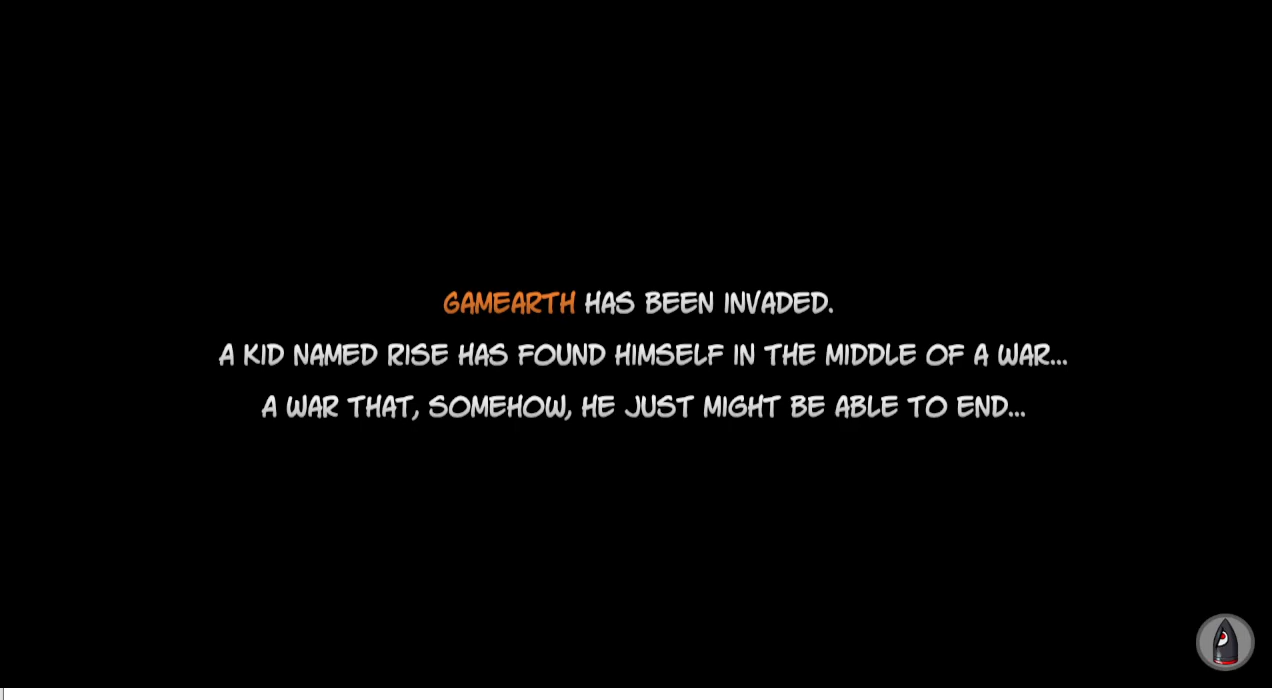 GAMEARTH HAS BEEN INVADED.
A KID NAMED RISE HAS FOUND HIMSELF IN THE MIDDLE OF A WAR...
A WAR THAT, SOMEHOW, HE JUST MIGHT BE ABLE TO END...